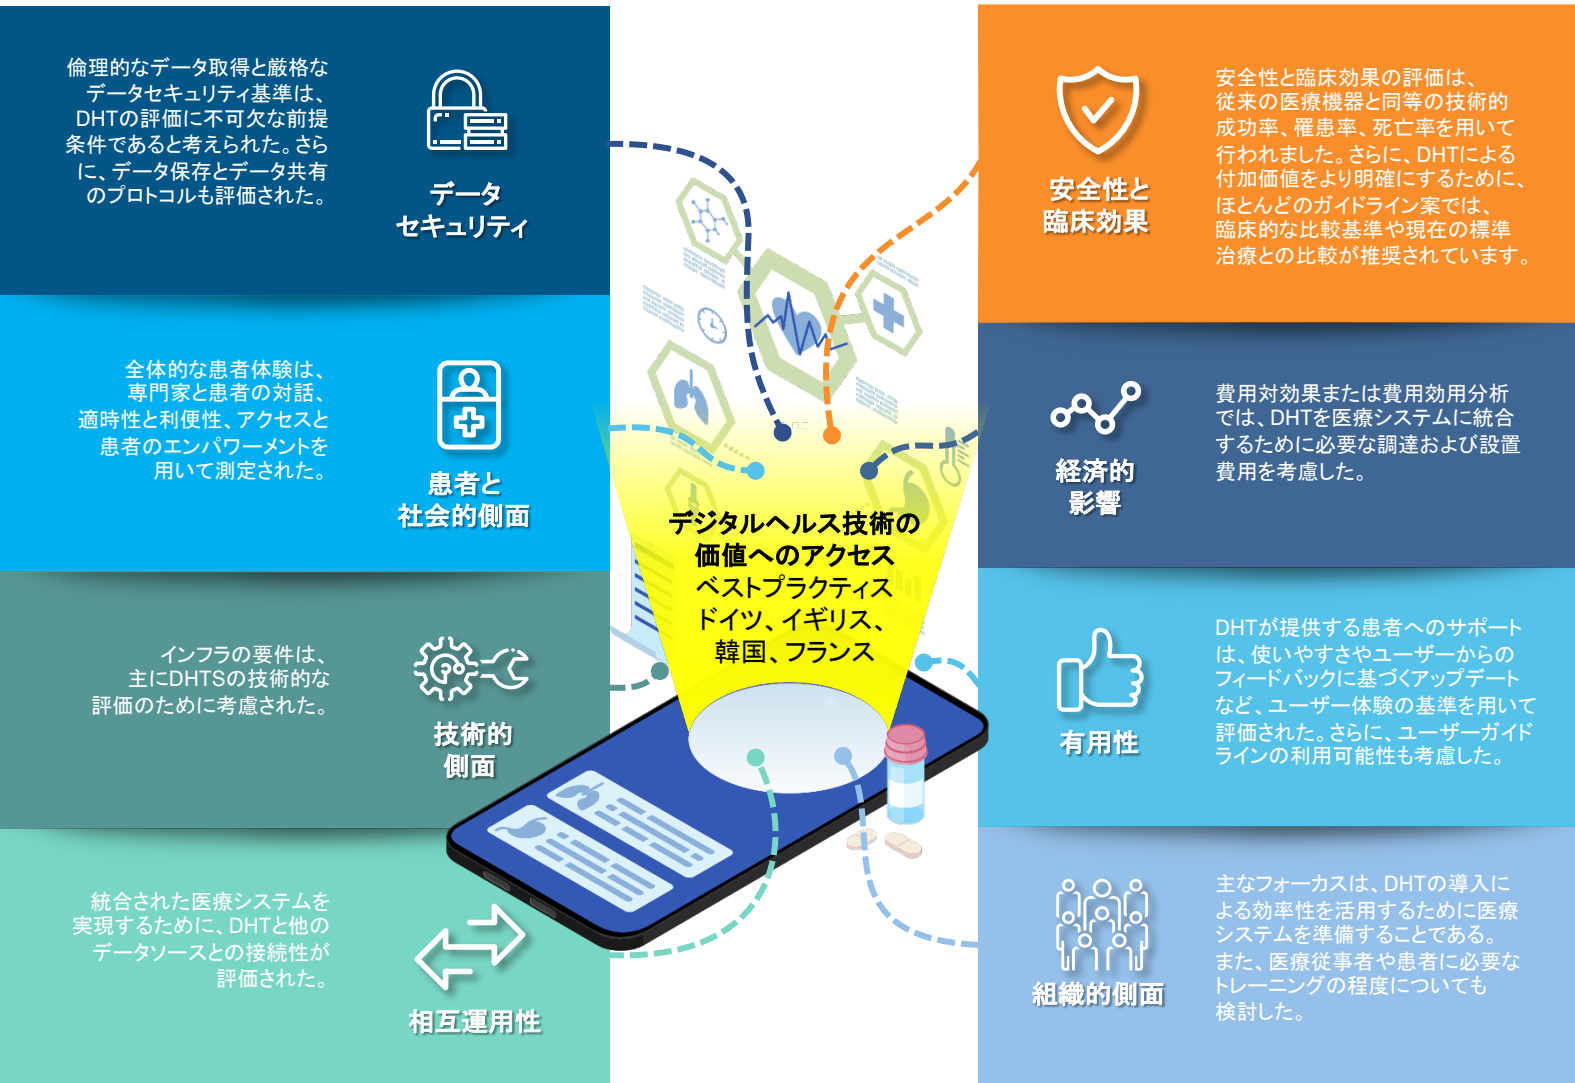 倫理的なデータ取得と厳格な
データセキュリティ基準は、
DHTの評価に不可欠な前提
条件であると考えられた。さら
に、データ保存とデータ共有
のプロトコルも評価された。
データ
セキュリティ
全体的な患者体験は、
専門家と患者の対話、
適時性と利便性、アクセスと
患者のエンパワーメントを
用いて測定された。
患者と
社会的側面
インフラの要件は、
主にDHTSの技術的な
評価のために考慮された。
技術的
側面
統合された医療システムを
実現するために、DHTと他の
データソースとの接続性が
評価された。
相互運用性
デジタルヘルス技術の
価値へのアクセス
ベストプラクティス
ドイツ、イギリス、
韓国、フランス
安全性と
臨床効果
安全性と臨床効果の評価は、
従来の医療機器と同等の技術的
成功率、罹患率、死亡率を用いて
行われました。さらに、DHTによる
付加価値をより明確にするために、
ほとんどのガイドライン案では、
臨床的な比較基準や現在の標準
治療との比較が推奨されています。
経済的
影響
費用対効果または費用効用分析
では、DHTを医療システムに統合
するために必要な調達および設置
費用を考慮した。
有用性
DHTが提供する患者へのサポート
は、使いやすさやユーザーからの
フィードバックに基づくアップデート
など、ユーザー体験の基準を用いて
評価された。さらに、ユーザーガイド
ラインの利用可能性も考慮した。
組織的側面
主なフォーカスは、DHTの導入に
よる効率性を活用するために医療
システムを準備することである。
また、医療従事者や患者に必要な
トレーニングの程度についても
検討した。